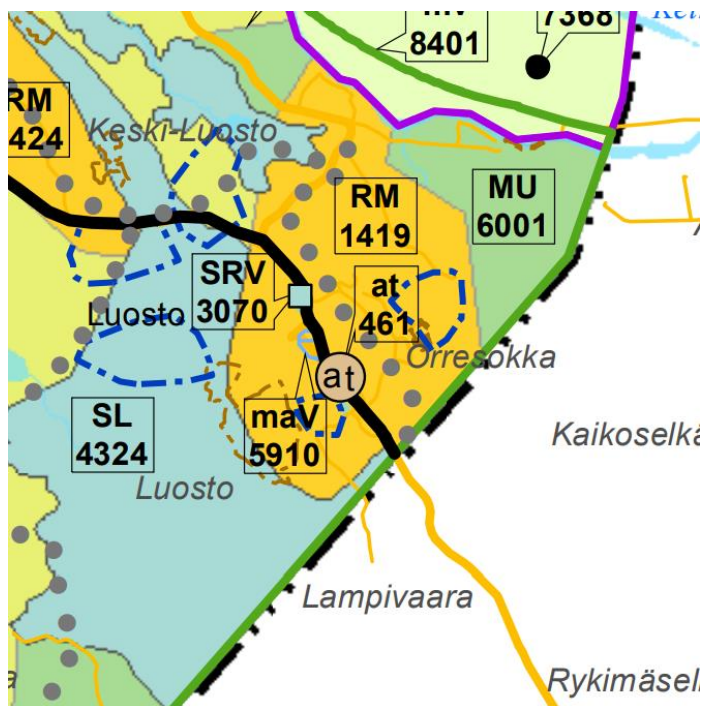 8401
7368
RM
424
Keski-Luosto
MU
6001
RM
1419
SRV
3070
at
461
Luosto
Orresokka
at
SL
4324
maV
5910
Kaikoselkä
Luosto
Lampivaara
Rykimäsel